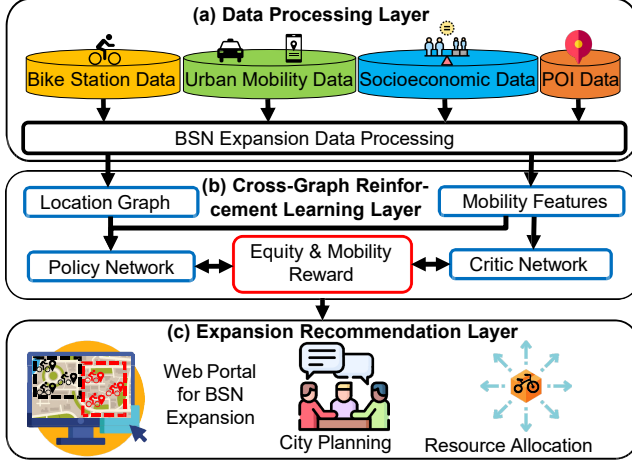 (a) Data Processing Layer
Bike Station Data
Urban Mobility Data
Socioeconomic Data
POI Data
BSN Expansion Data Processing
(b) Cross-Graph Reinfor-
cement Learning Layer
Location Graph
Mobility Features
Policy Network
Equity & Mobility
Reward
Critic Network
(c) Expansion Recommendation Layer
Web Portal
for BSN
Expansion
City Planning
Resource Allocation